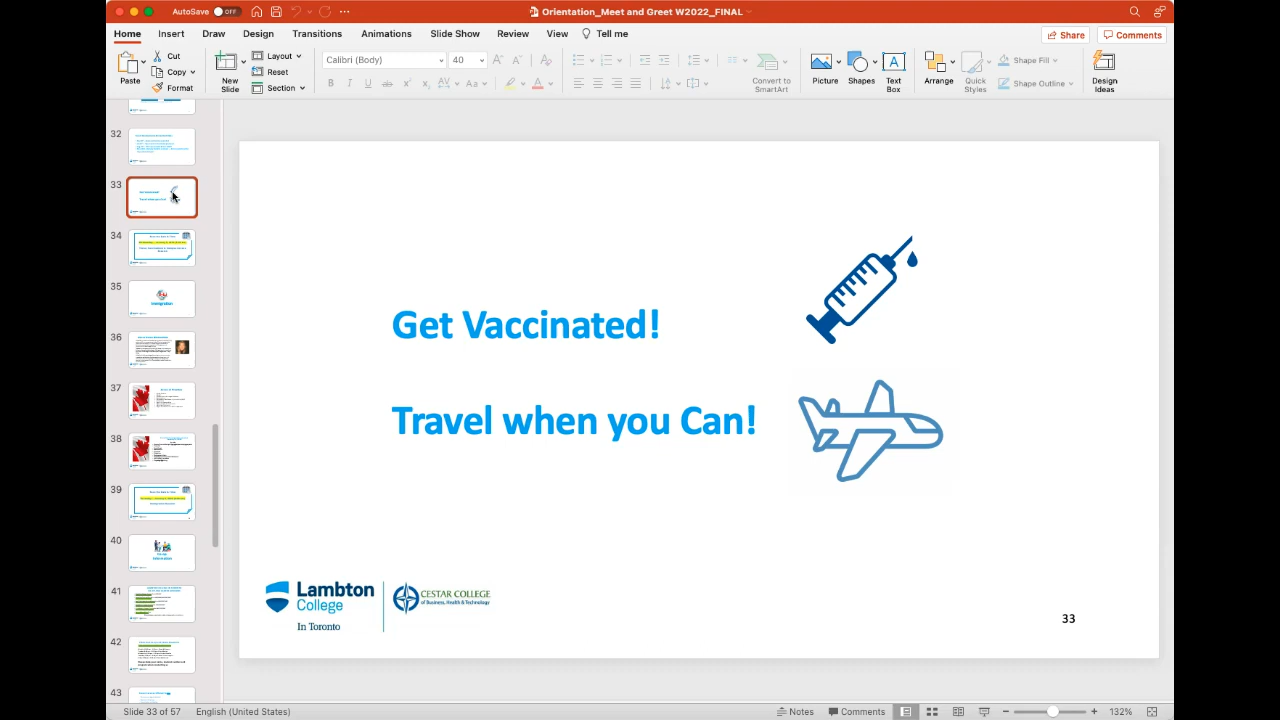 AutoSave OFF
Orientation_Meet and Greet W2022_FINAL
Home Insert Draw Design Transitions Animations Slide Show Review View Tell me
Share Comments
Paste
Cut
Copy
Format
New Slide
Layout
Reset
Section
Calibri (Body) 40
Convert to SmartArt
Picture
Shapes
Text Box
Arrange
Quick Styles
Shape Fill
Shape Outline
Design Ideas
32
33
34
35
Immigration
36
37
38
39
40
41
42
43
Get Vaccinated!
Travel when you Can!
Lambton College
In Toronto
CESTAR COLLEGE
of Business, Health & Technology
33
Slide 33 of 57 English (United States) Notes Comments 132%